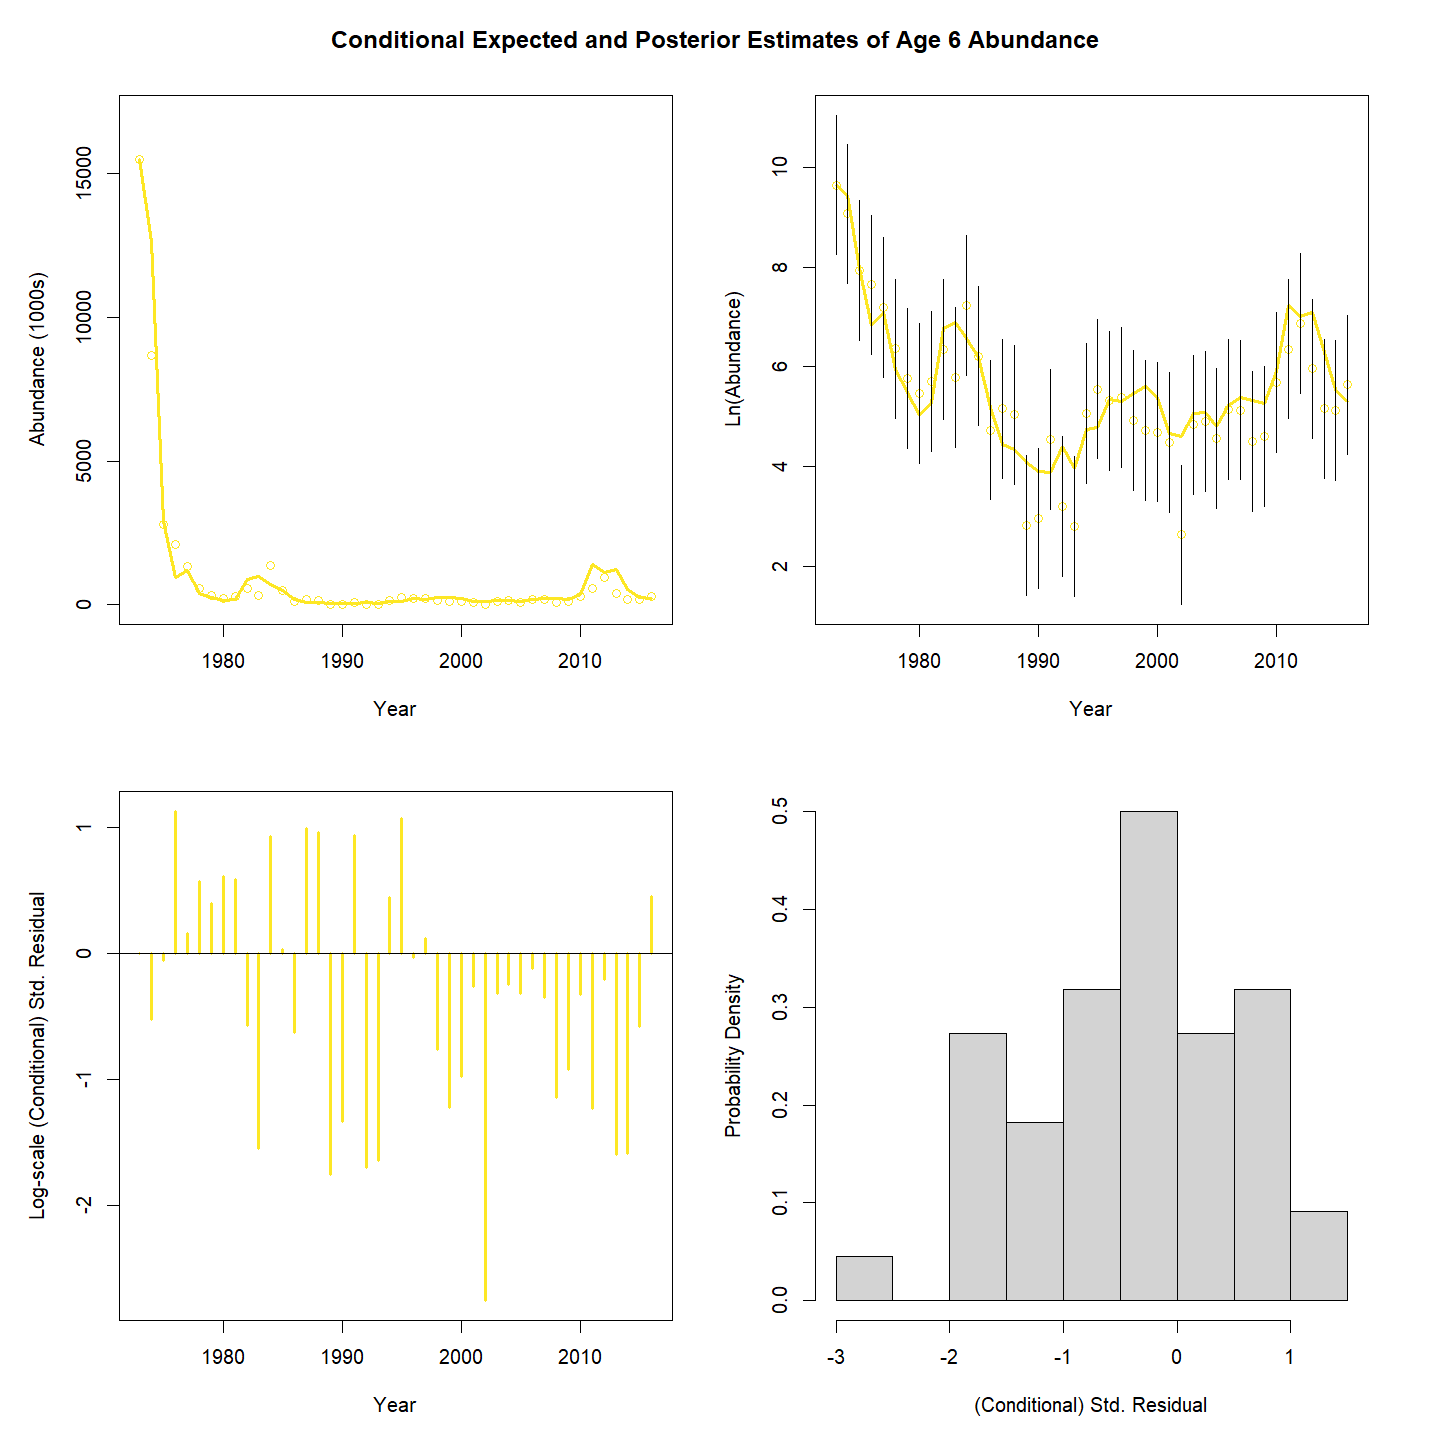 Conditional Expected and Posterior Estimates of Age 6 Abundance
Abundance (1000s)
15000
10000
5000
0
1980 1990 2000 2010
Year
Ln(Abundance)
10
8
6
4
2
1980 1990 2000 2010
Year
Log-scale (Conditional) Std. Residual
1
0
-1
-2
1980 1990 2000 2010
Year
Probability Density
0.5
0.4
0.3
0.2
0.1
0.0
-3 -2 -1 0 1
(Conditional) Std. Residual